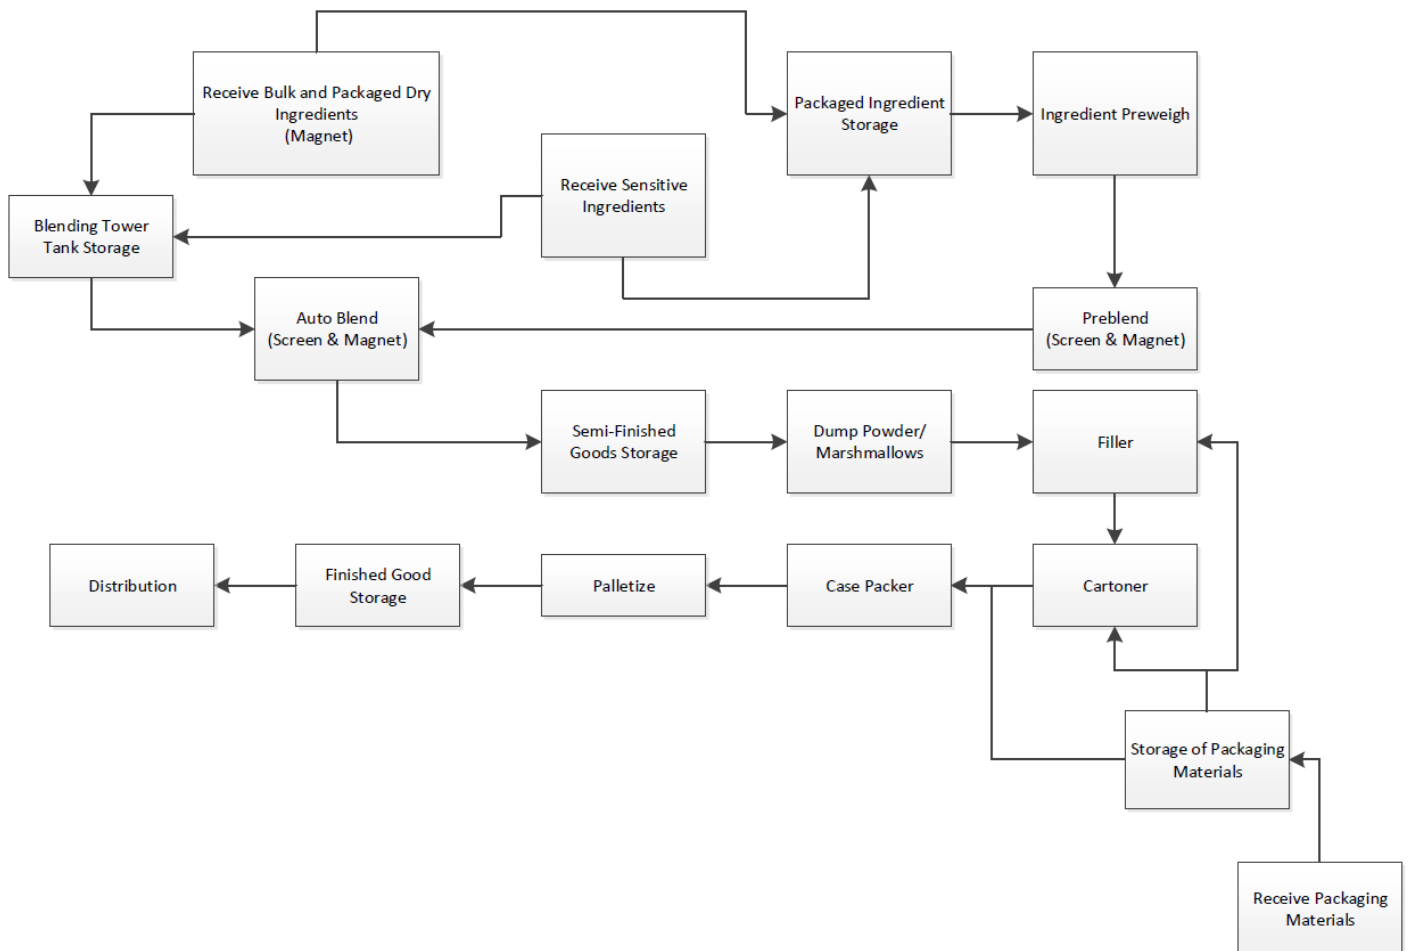 Receive Bulk and Packaged Dry
Ingredients
(Magnet)
Packaged Ingredient
Storage
Ingredient Preweigh
Receive Sensitive
Ingredients
Blending Tower
Tank Storage
Auto Blend
(Screen & Magnet)
Preblend
(Screen & Magnet)
Semi-Finished
Goods Storage
Dump Powder/
Marshmallows
Filler
Distribution
Finished Good
Storage
Palletize
Case Packer
Cartoner
Storage of Packaging
Materials
Receive Packaging
Materials